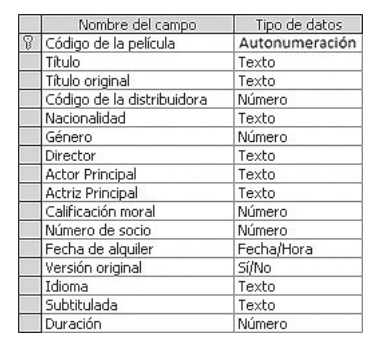 Nombre del campo Tipo de datos
Código de la película Autonumeración
Título Texto
Título original Texto
Código de la distribuidora Número
Nacionalidad Texto
Género Número
Director Texto
Actor Principal Texto
Actriz Principal Texto
Calificación moral Número
Número de socio Número
Fecha de alquiler Fecha/Hora
Versión original Sí/No
Idioma Texto
Subtitulada Texto
Duración Número